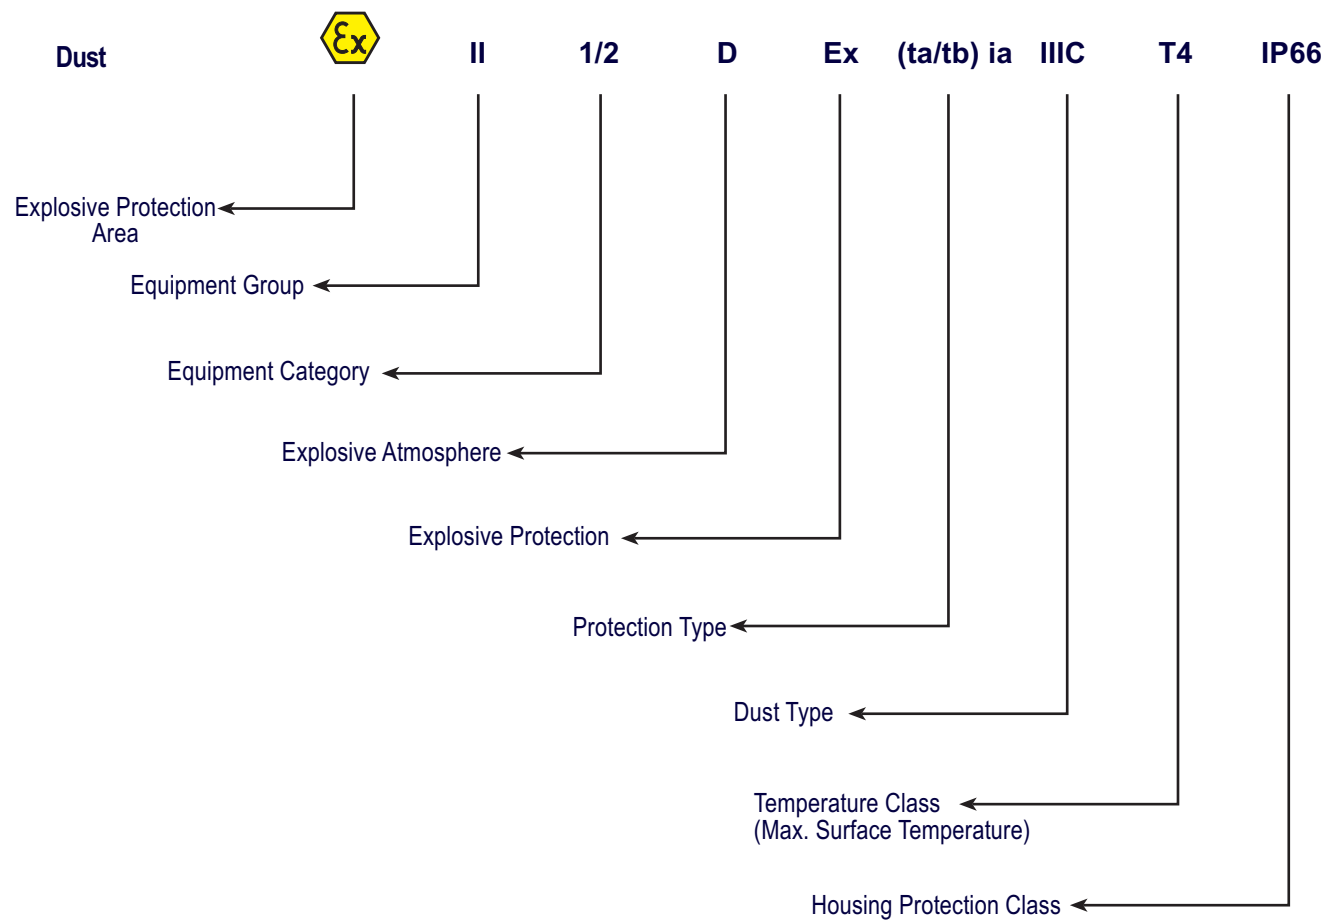 Dust Ex II 1/2 D Ex (ta/tb) ia IIIC T4 IP66
Explosive Protection
Area
Equipment Group
Equipment Category
Explosive Atmosphere
Explosive Protection
Protection Type
Dust Type
Temperature Class
(Max. Surface Temperature)
Housing Protection Class